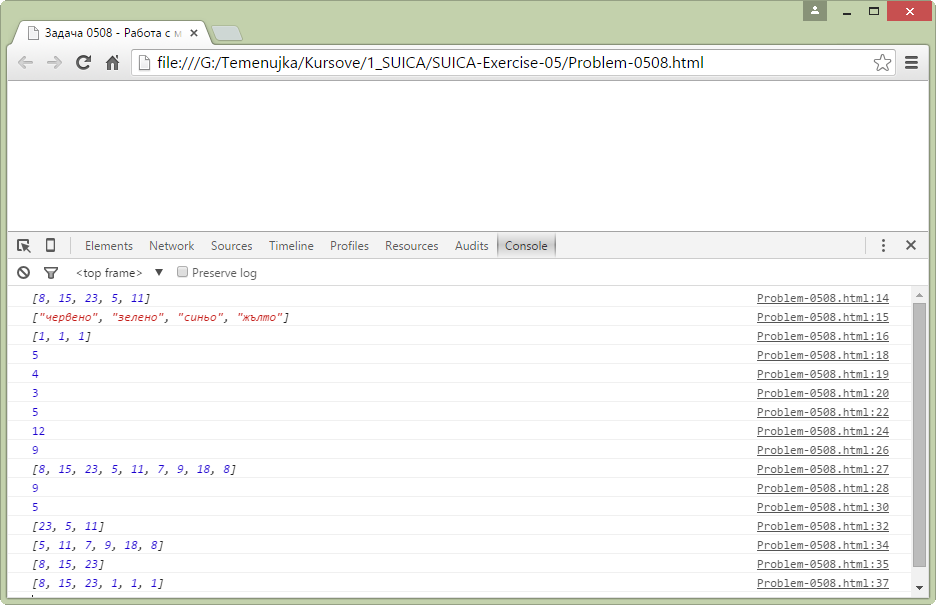 Задача 0508 - Работа с м
file:///G:/Temenujka/Kursove/1_SUICA/SUICA-Exercise-05/Problem-0508.html
Elements Network Sources Timeline Profiles Resources Audits Console
<top frame> Preserve log
[8, 15, 23, 5, 11] Problem-0508.html:14
["червено", "зелено", "синьо", "жълто"] Problem-0508.html:15
[1, 1, 1] Problem-0508.html:16
5 Problem-0508.html:18
4 Problem-0508.html:19
3 Problem-0508.html:20
5 Problem-0508.html:22
12 Problem-0508.html:24
9 Problem-0508.html:26
[8, 15, 23, 5, 11, 7, 9, 18, 8] Problem-0508.html:27
9 Problem-0508.html:28
5 Problem-0508.html:30
[23, 5, 11] Problem-0508.html:32
[5, 11, 7, 9, 18, 8] Problem-0508.html:34
[8, 15, 23] Problem-0508.html:35
[8, 15, 23, 1, 1, 1] Problem-0508.html:37